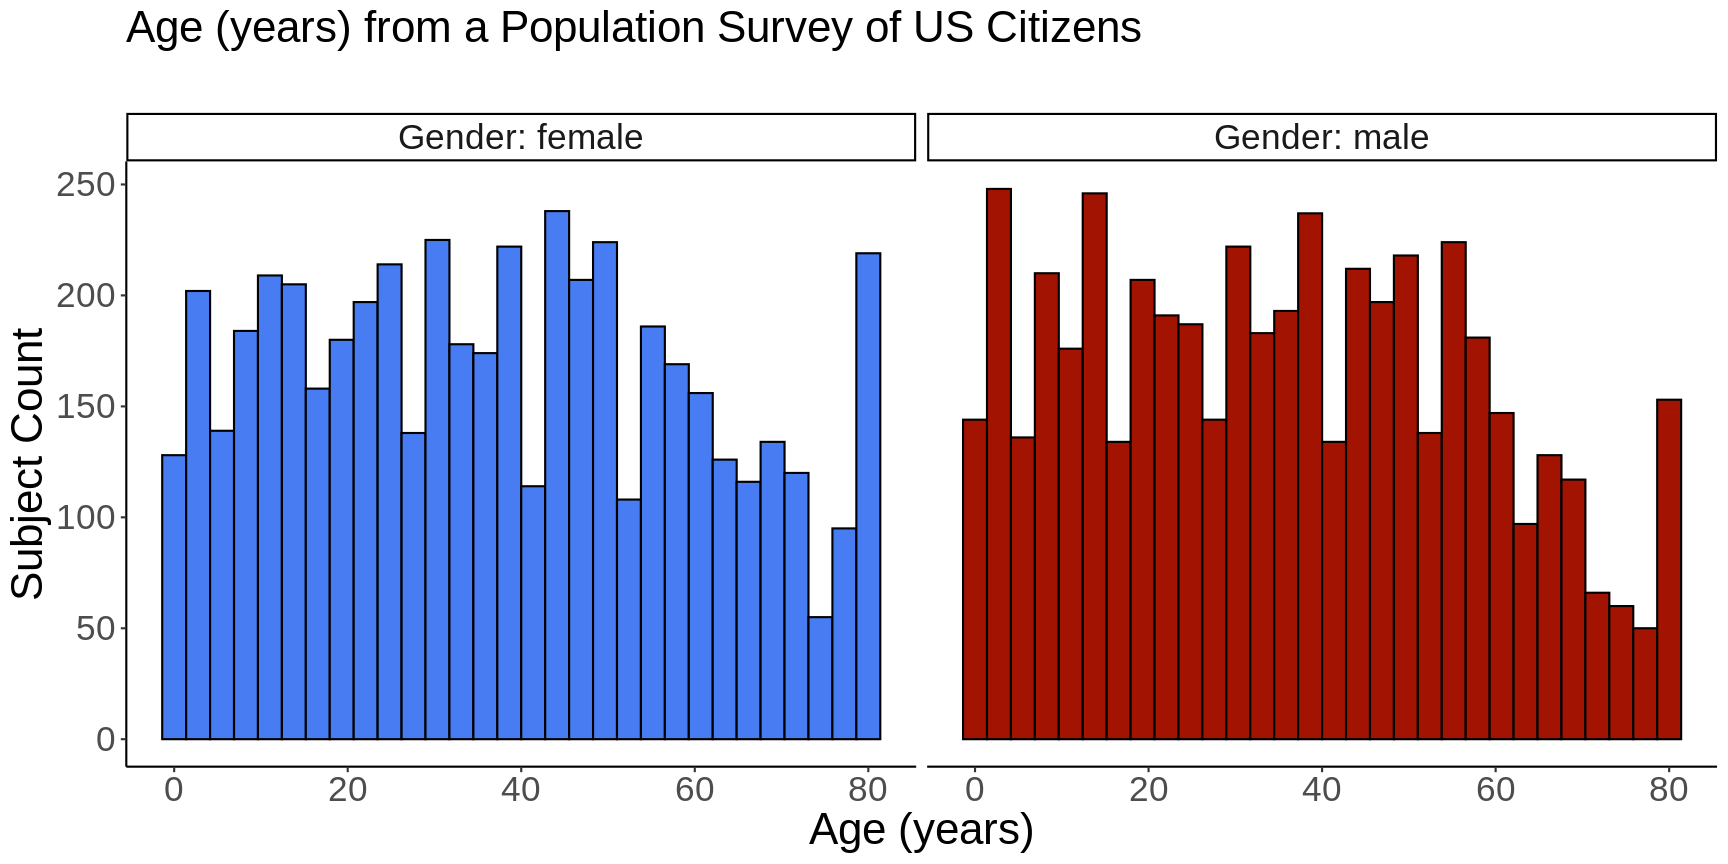 Age (years) from a Population Survey of US Citizens
Gender: female
Gender: male
Subject Count
250
200
150
100
50
0
0 20 40 60 80
0 20 40 60 80
Age (years)